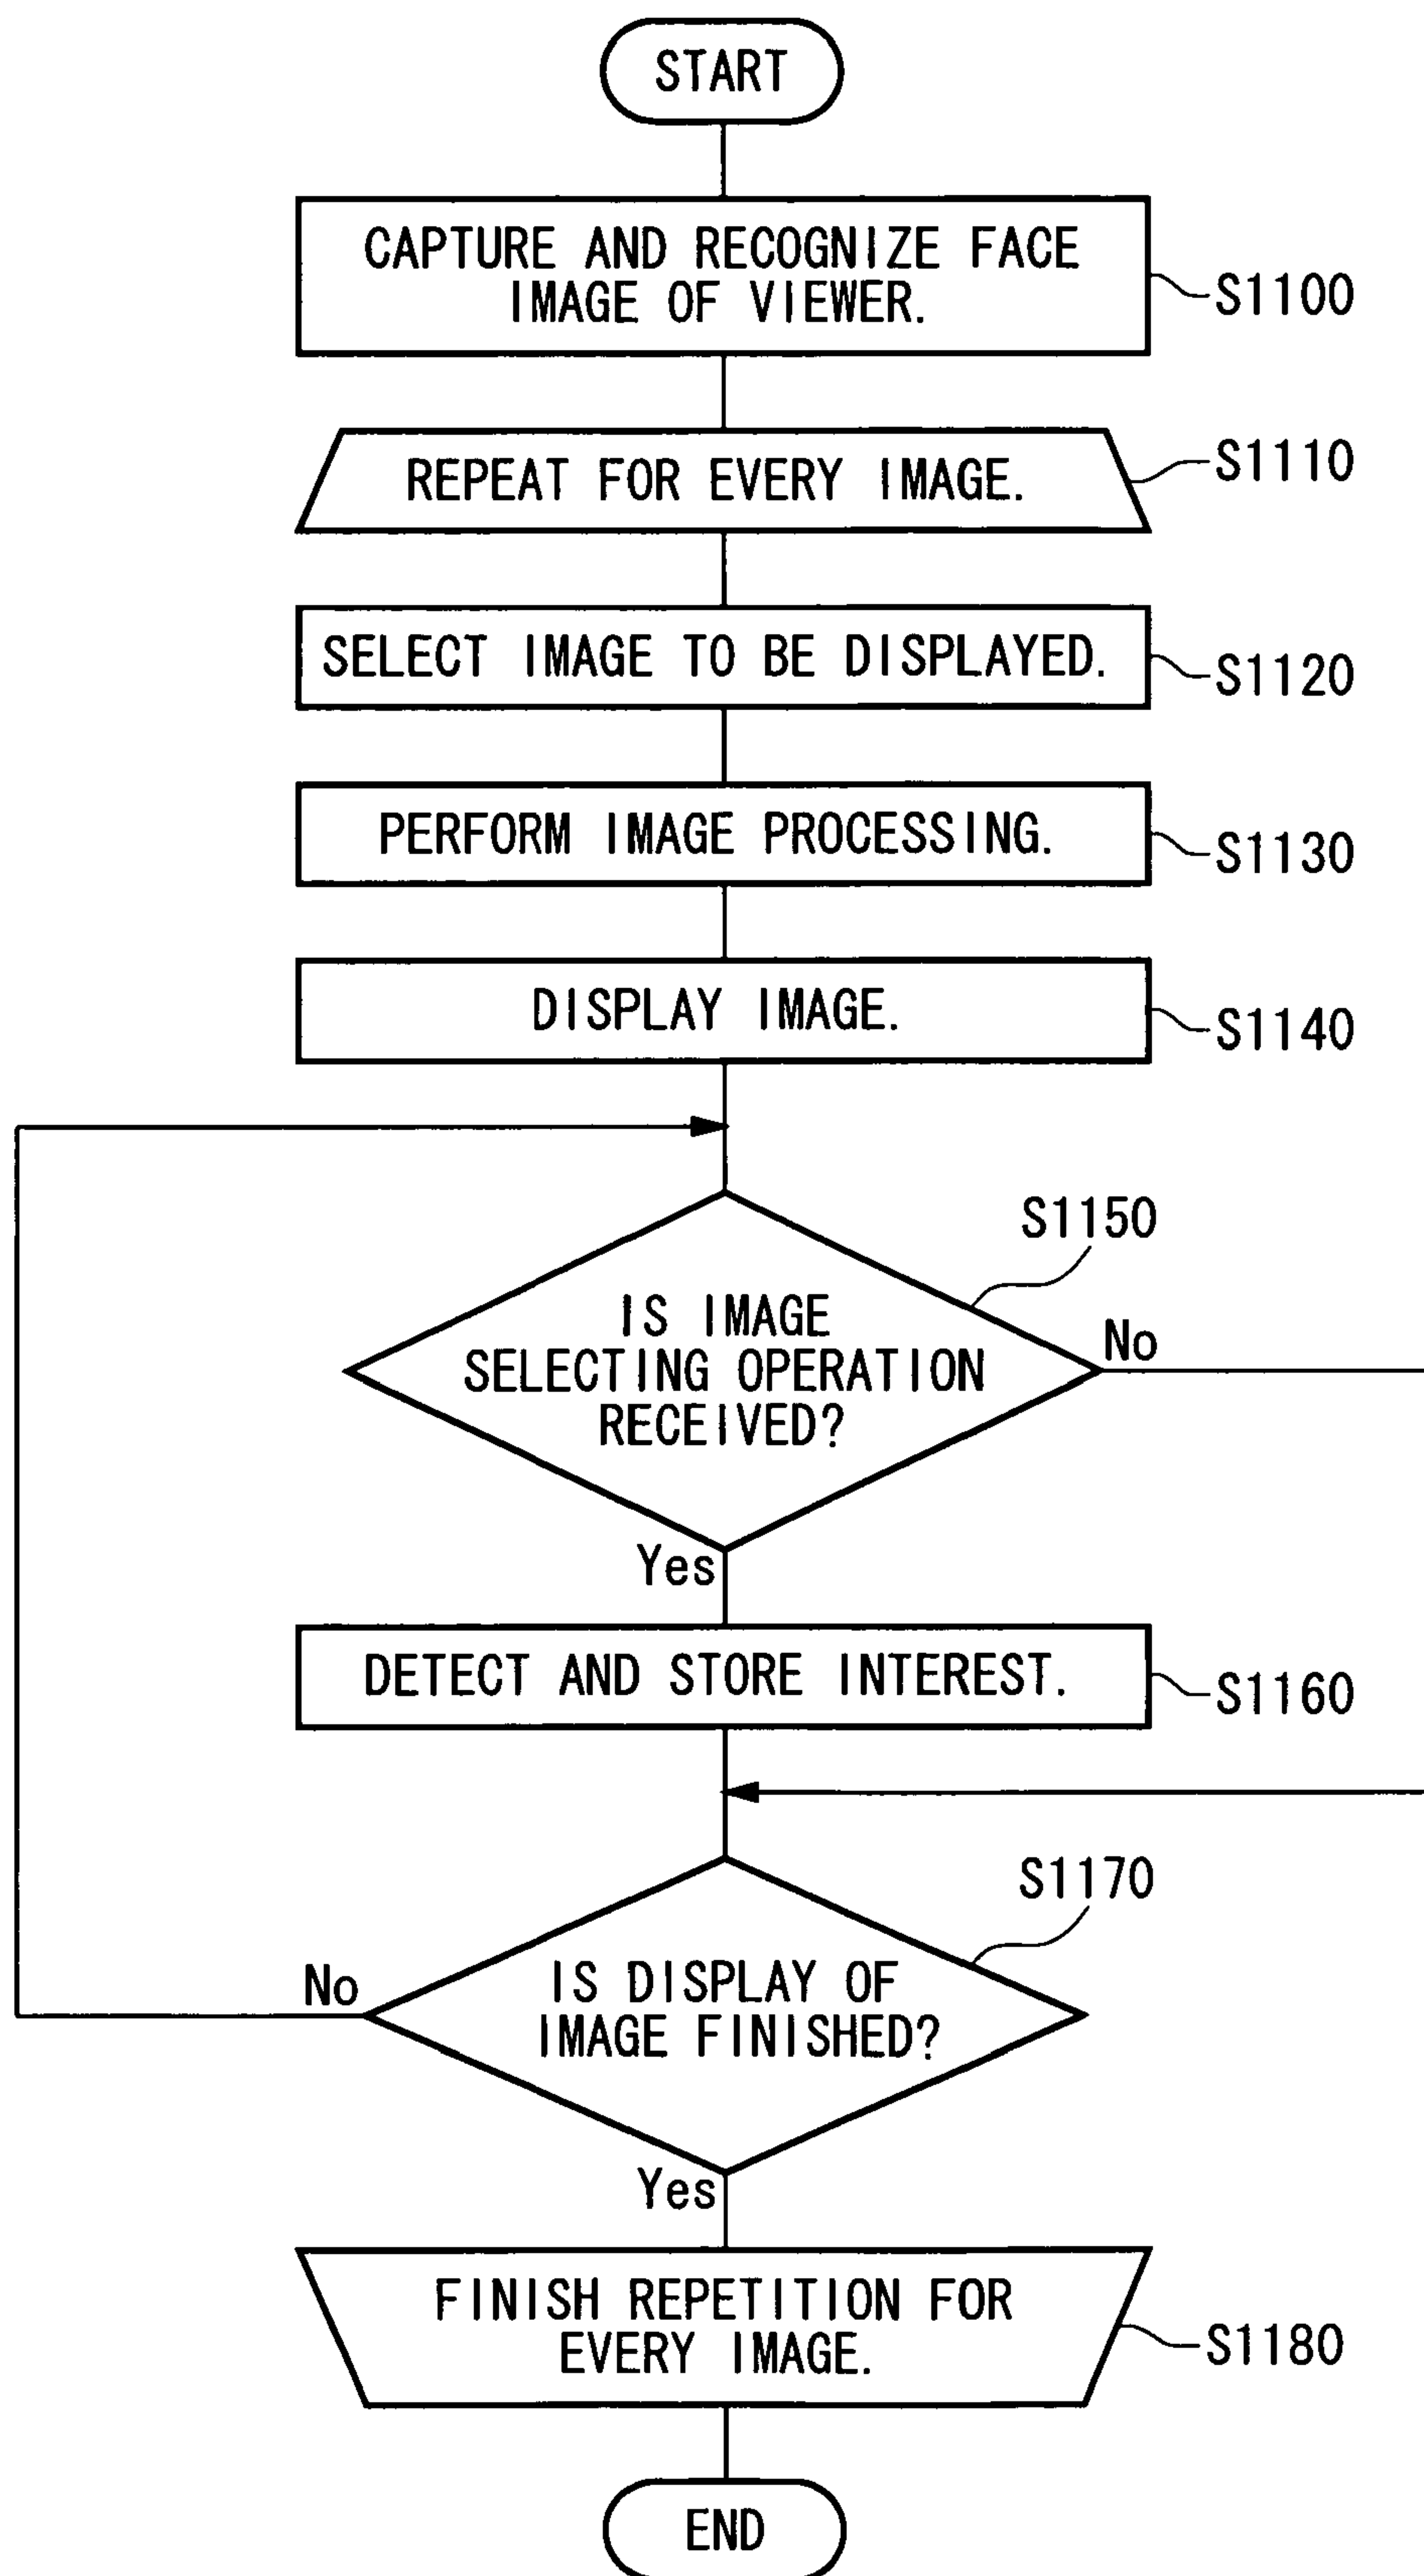 START
CAPTURE AND RECOGNIZE FACE
IMAGE OF VIEWER.
S1100
REPEAT FOR EVERY IMAGE.
S1110
SELECT IMAGE TO BE DISPLAYED.
S1120
PERFORM IMAGE PROCESSING.
S1130
DISPLAY IMAGE.
S1140
S1150
IS IMAGE
SELECTING OPERATION
RECEIVED?
No
Yes
DETECT AND STORE INTEREST.
S1160
S1170
IS DISPLAY OF
IMAGE FINISHED?
No
Yes
FINISH REPETITION FOR
EVERY IMAGE.
S1180
END